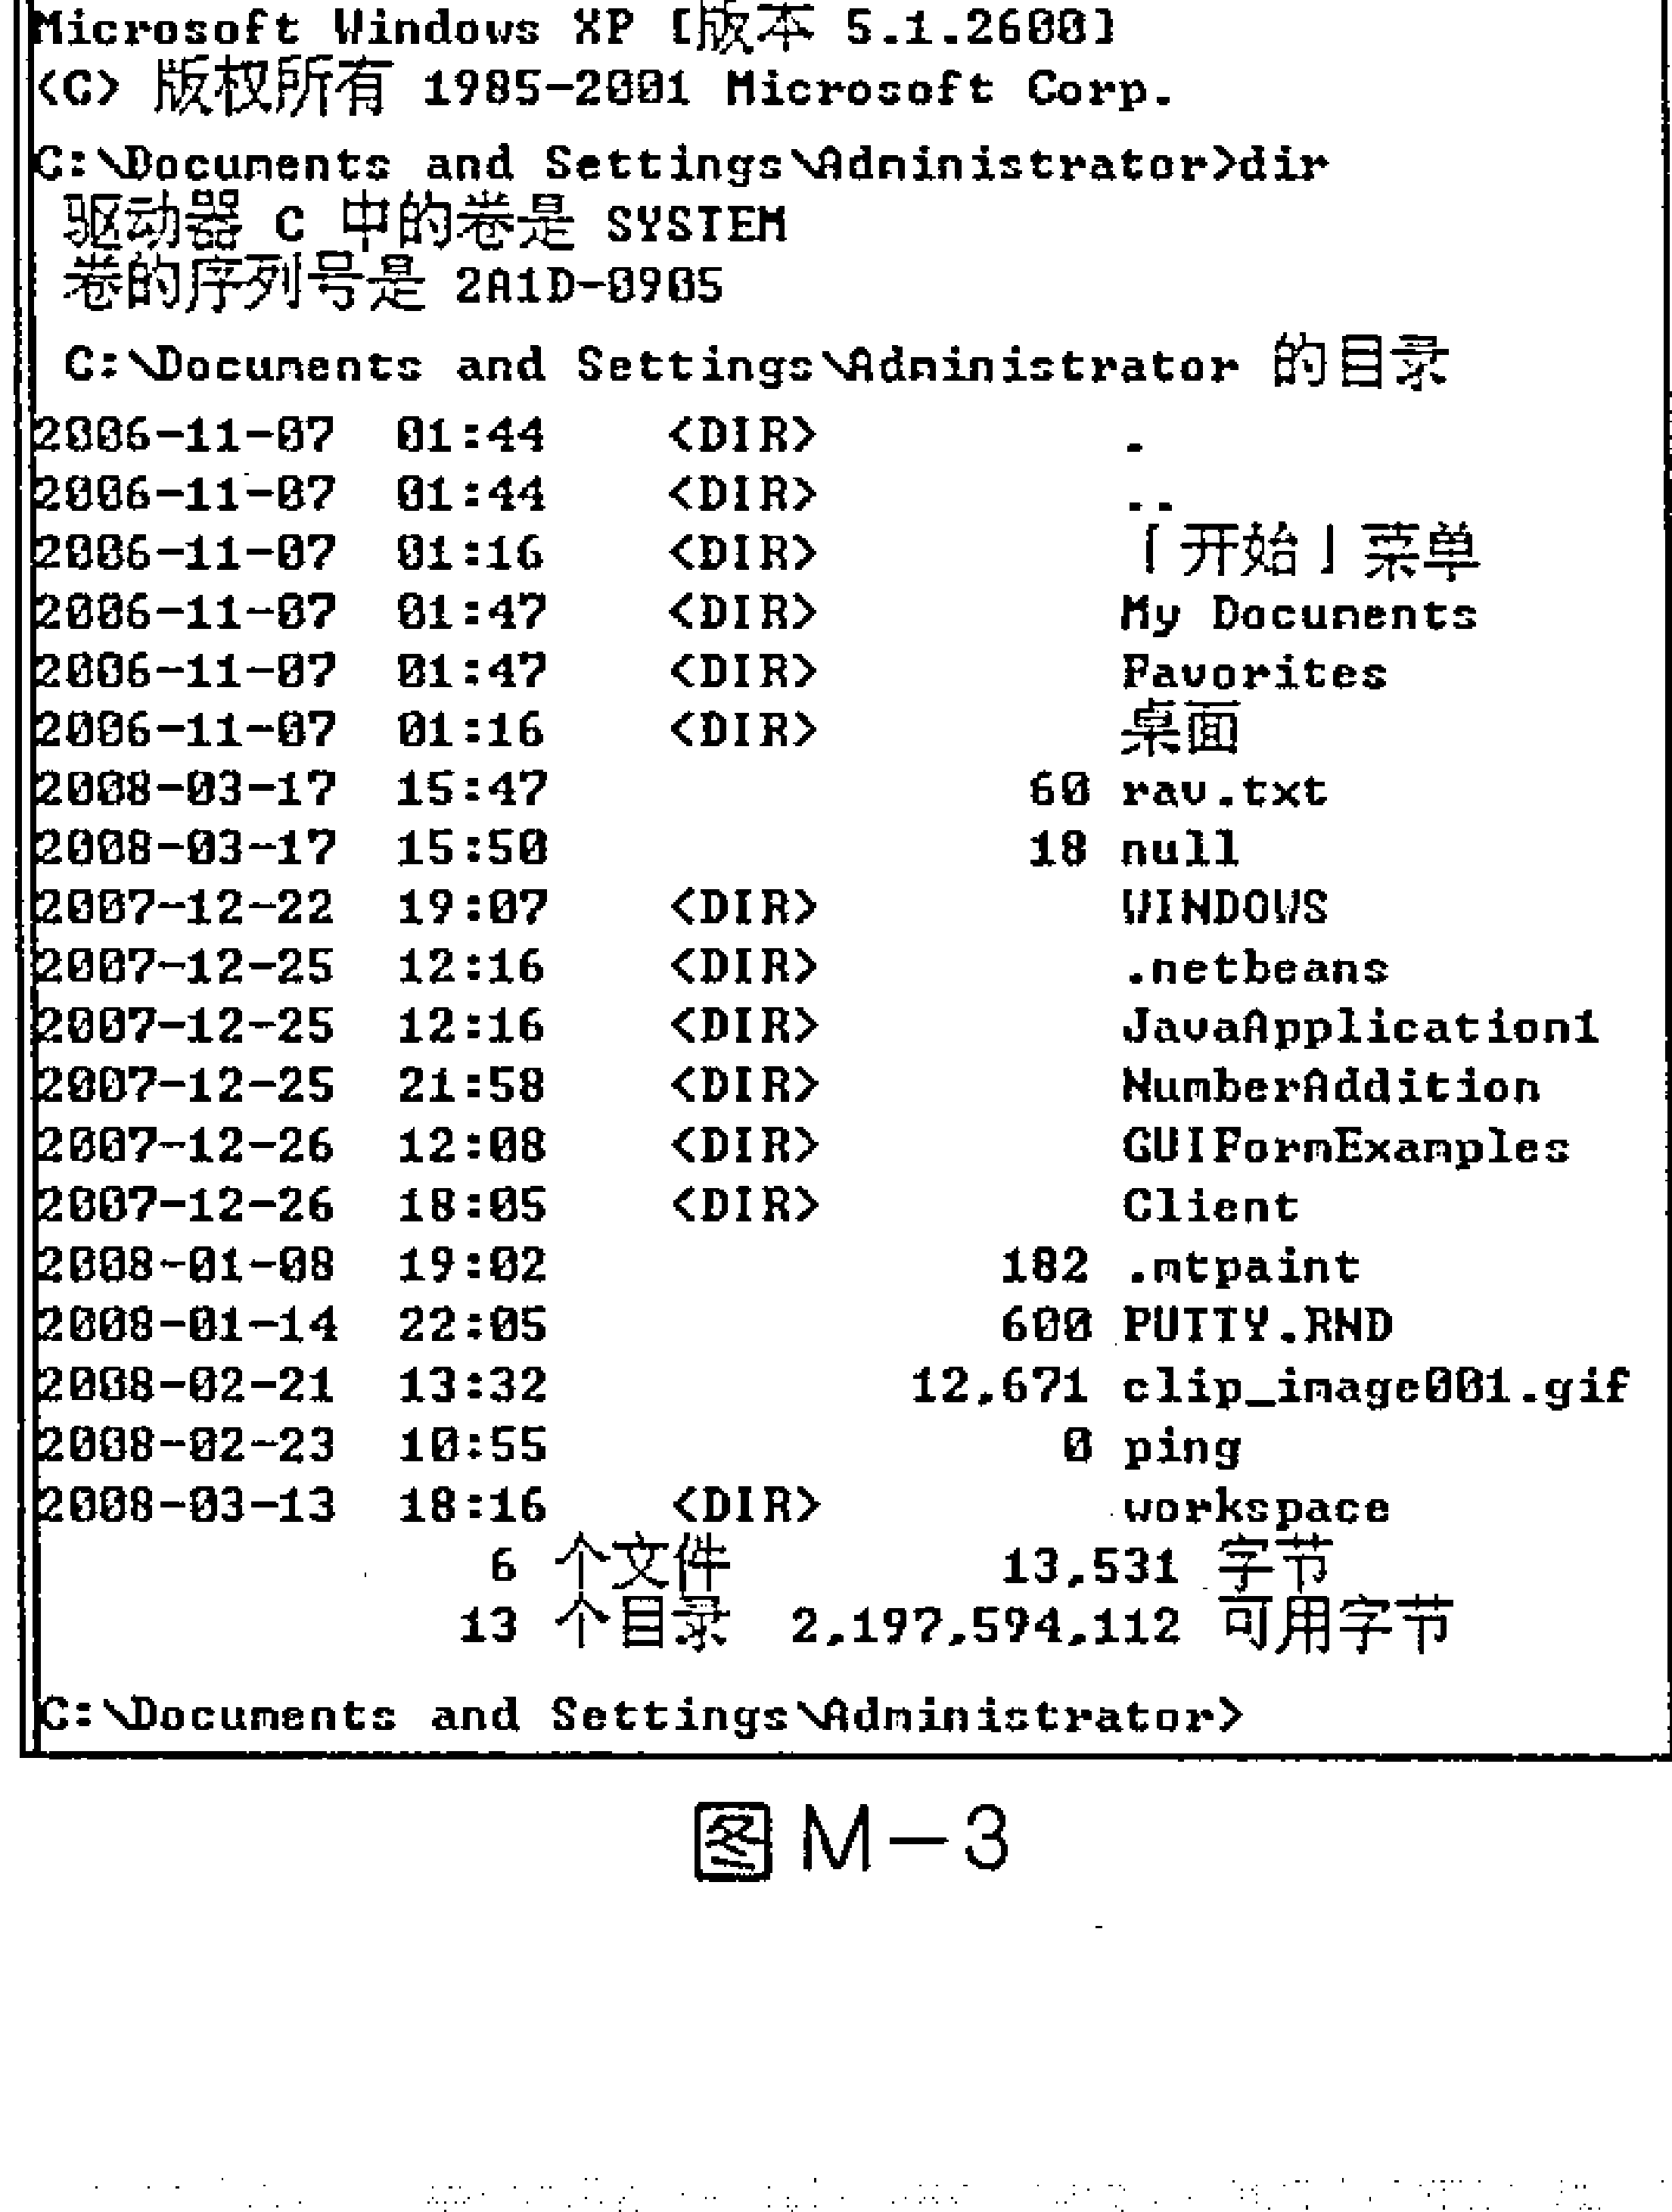 Microsoft Windows XP [版本 5.1.2600]
<C> 版权所有 1985-2001 Microsoft Corp.
C:\Documents and Settings\Administrator>dir
驱动器 C 中的卷是 SYSTEM
卷的序列号是 2A1D-0905
C:\Documents and Settings\Administrator 的目录
2006-11-07 01:44 <DIR> .
2006-11-07 01:44 <DIR> ..
2006-11-07 01:16 <DIR> 「开始」菜单
2006-11-07 01:47 <DIR> My Documents
2006-11-07 01:47 <DIR> Favorites
2006-11-07 01:16 <DIR> 桌面
2008-03-17 15:47 60 rav.txt
2008-03-17 15:50 18 null
2007-12-22 19:07 <DIR> WINDOWS
2007-12-25 12:16 <DIR> .netbeans
2007-12-25 12:16 <DIR> JavaApplication1
2007-12-25 21:58 <DIR> NumberAddition
2007-12-26 12:08 <DIR> GUIFormExamples
2007-12-26 18:05 <DIR> Client
2008-01-08 19:02 182 .mtpaint
2008-01-14 22:05 600 PUTTY.RND
2008-02-21 13:32 12,671 clip_image001.gif
2008-02-23 10:55 0 ping
2008-03-13 18:16 <DIR> workspace
6 个文件 13,531 字节
13 个目录 2,197,594,112 可用字节
C:\Documents and Settings\Administrator>
图 M-3